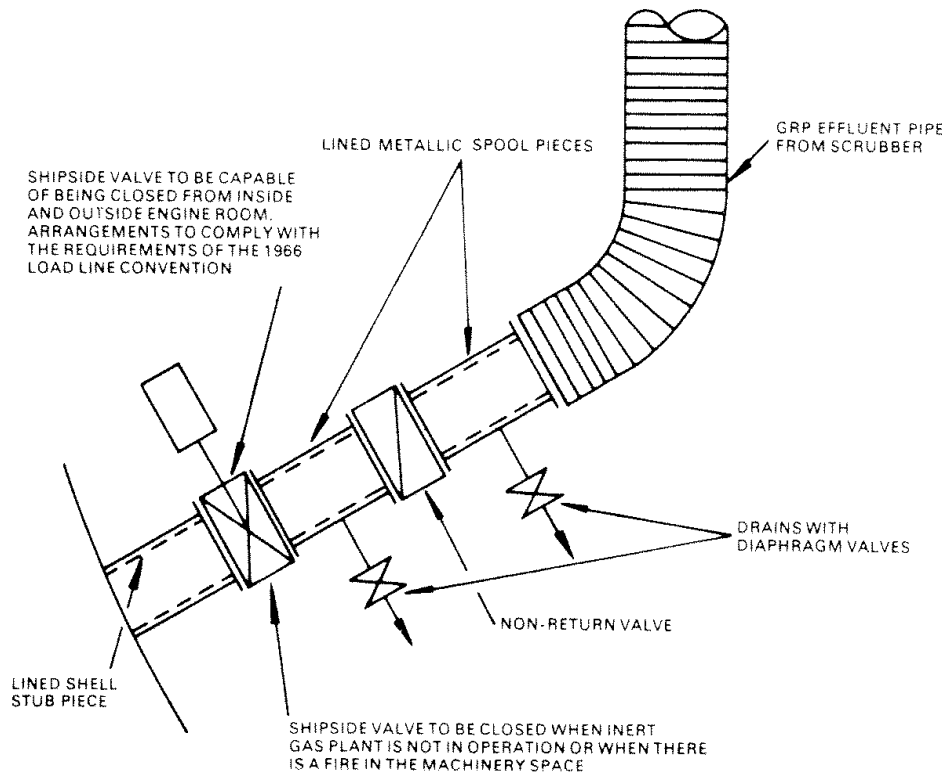 GRP EFFLUENT PIPE
FROM SCRUBBER
LINED METALLIC SPOOL PIECES
SHIPSIDE VALVE TO BE CAPABLE
OF BEING CLOSED FROM INSIDE
AND OUTSIDE ENGINE ROOM.
ARRANGEMENTS TO COMPLY WITH
THE REQUIREMENTS OF THE 1966
LOAD LINE CONVENTION
DRAINS WITH
DIAPHRAGM VALVES
NON-RETURN VALVE
LINED SHELL
STUB PIECE
SHIPSIDE VALVE TO BE CLOSED WHEN INERT
GAS PLANT IS NOT IN OPERATION OR WHEN THERE
IS A FIRE IN THE MACHINERY SPACE